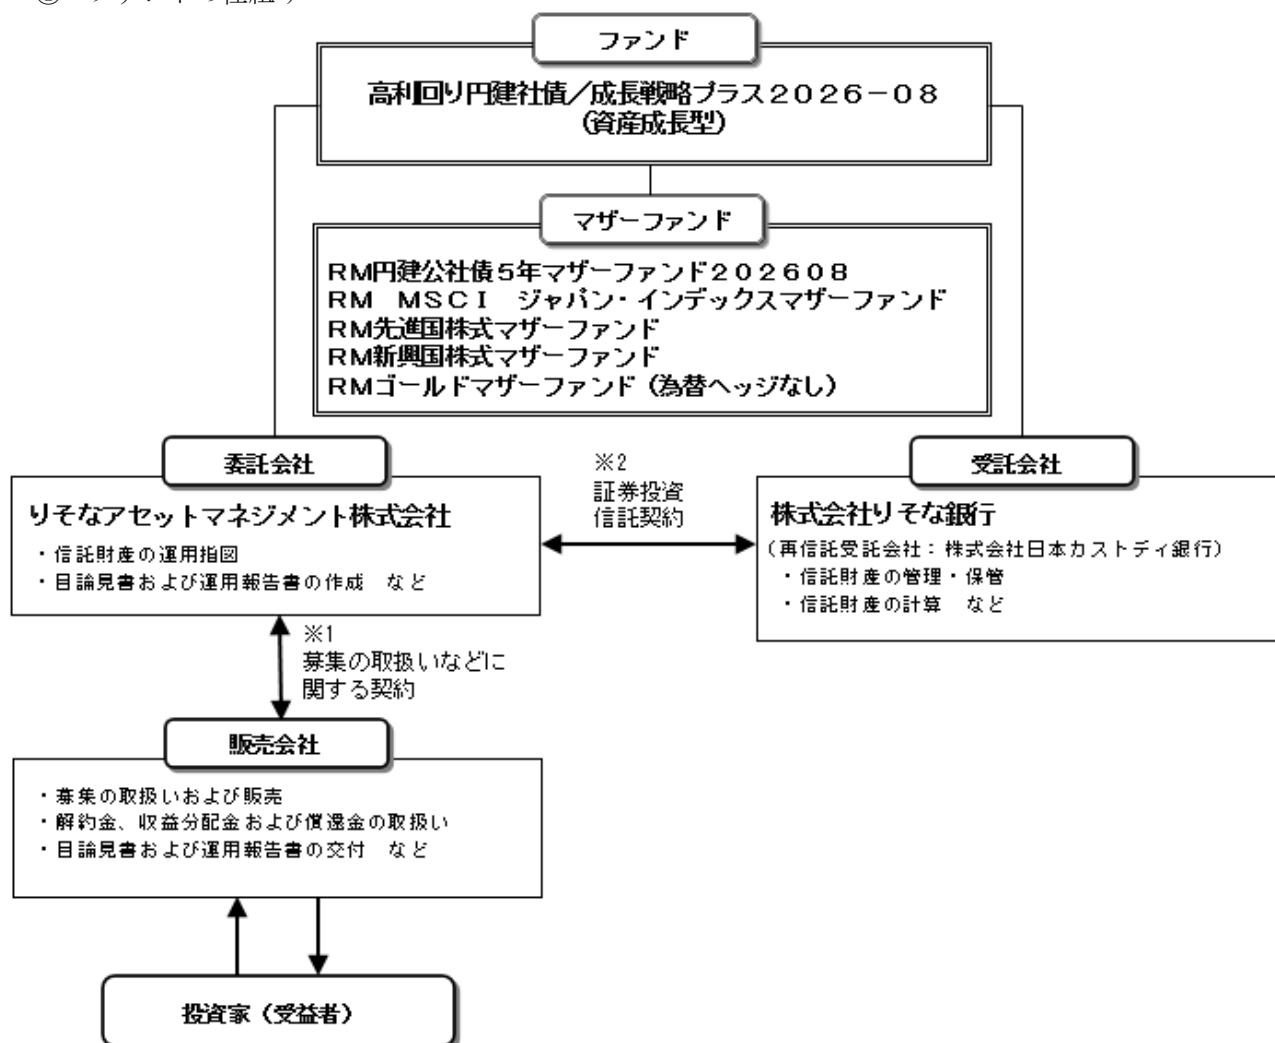 ファンド
高利回り円建社債／成長戦略プラス２０２６－０８
（資産成長型）
マザーファンド
ＲＭ円建公社債５年マザーファンド２０２６０８
ＲＭ　ＭＳＣＩ　ジャパン・インデックスマザーファンド
ＲＭ先進国株式マザーファンド
ＲＭ新興国株式マザーファンド
ＲＭゴールドマザーファンド（為替ヘッジなし）
委託会社
りそなアセットマネジメント株式会社
・信託財産の運用指図
・目論見書および運用報告書の作成　など
※2
証券投資
信託契約
受託会社
株式会社りそな銀行
（再信託受託会社：株式会社日本カストディ銀行）
・信託財産の管理・保管
・信託財産の計算　など
※1
募集の取扱いなどに
関する契約
販売会社
・募集の取扱いおよび販売
・解約金、収益分配金および償還金の取扱い
・目論見書および運用報告書の交付　など
投資家（受益者）